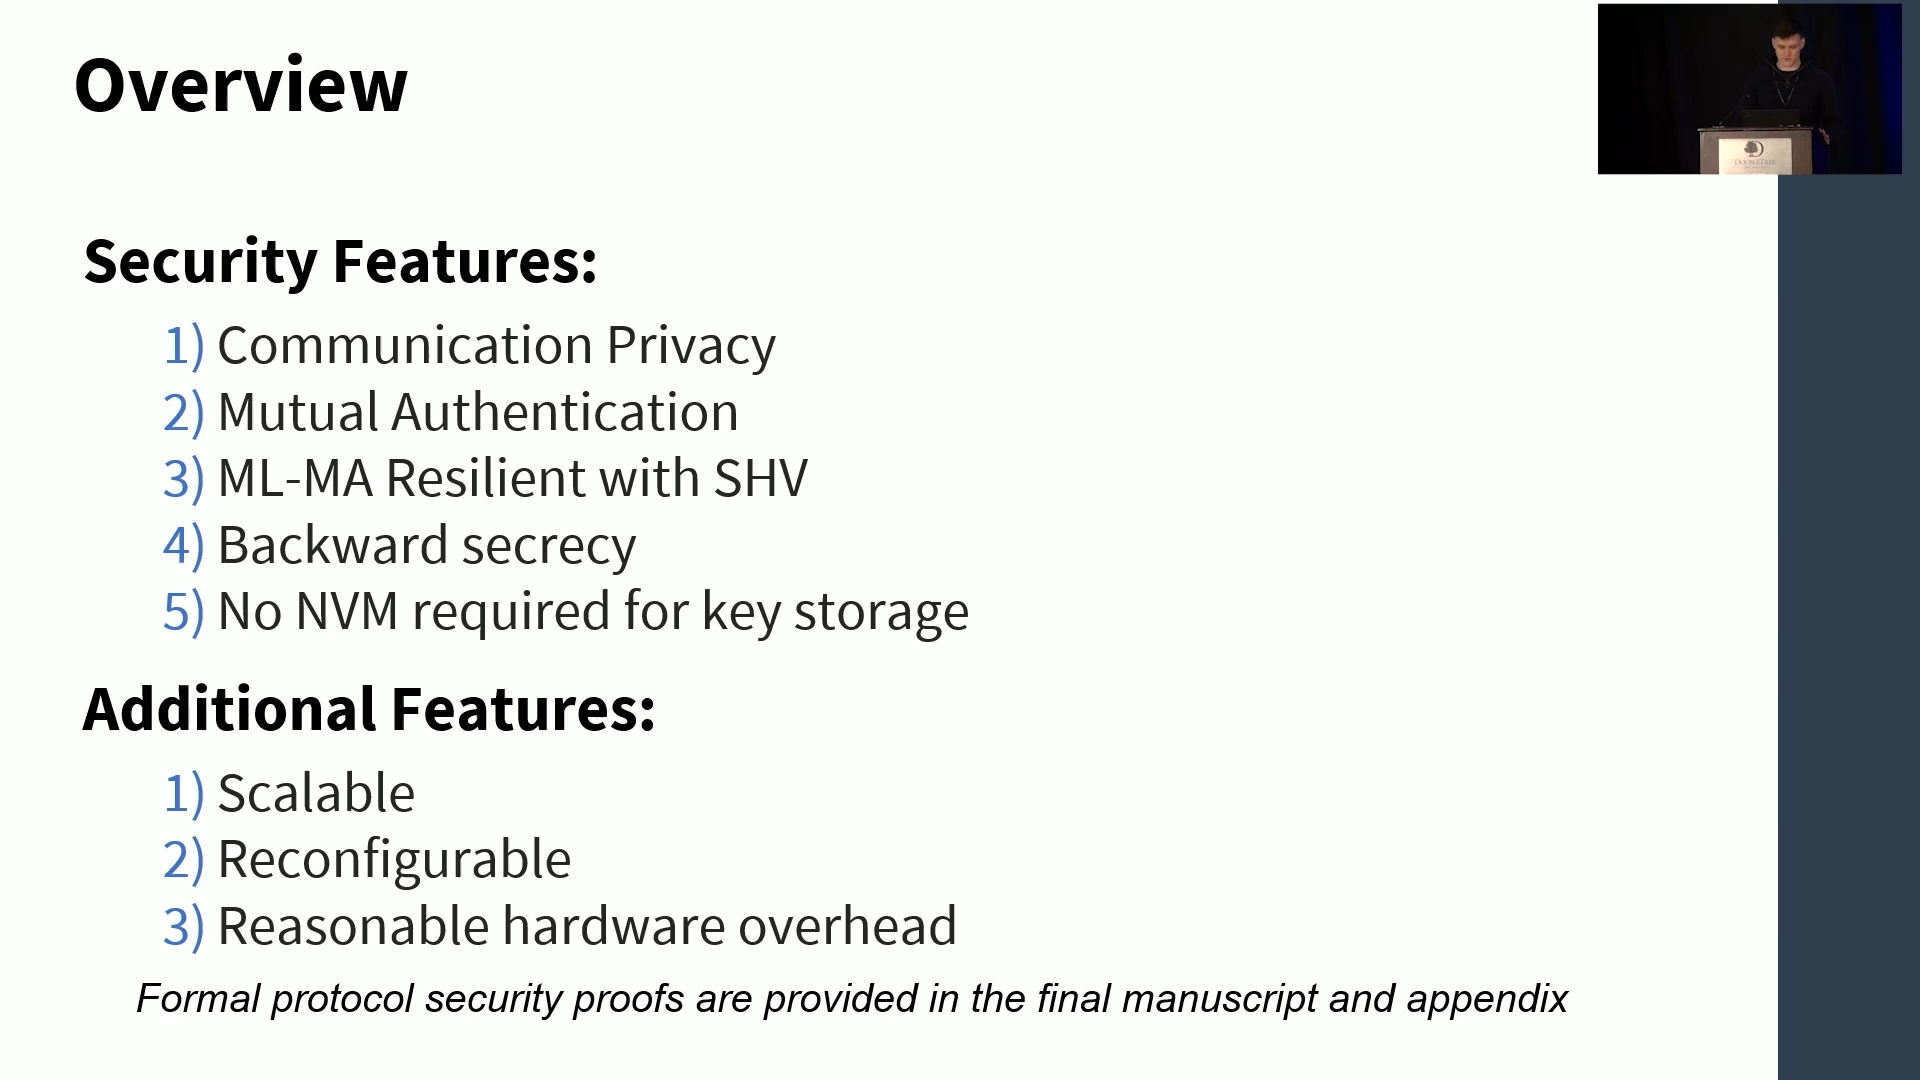 Overview
Security Features:
1) Communication Privacy
2) Mutual Authentication
3) ML-MA Resilient with SHV
4) Backward secrecy
5) No NVM required for key storage
Additional Features:
1) Scalable
2) Reconfigurable
3) Reasonable hardware overhead
Formal protocol security proofs are provided in the final manuscript and appendix
DOUBLETREE